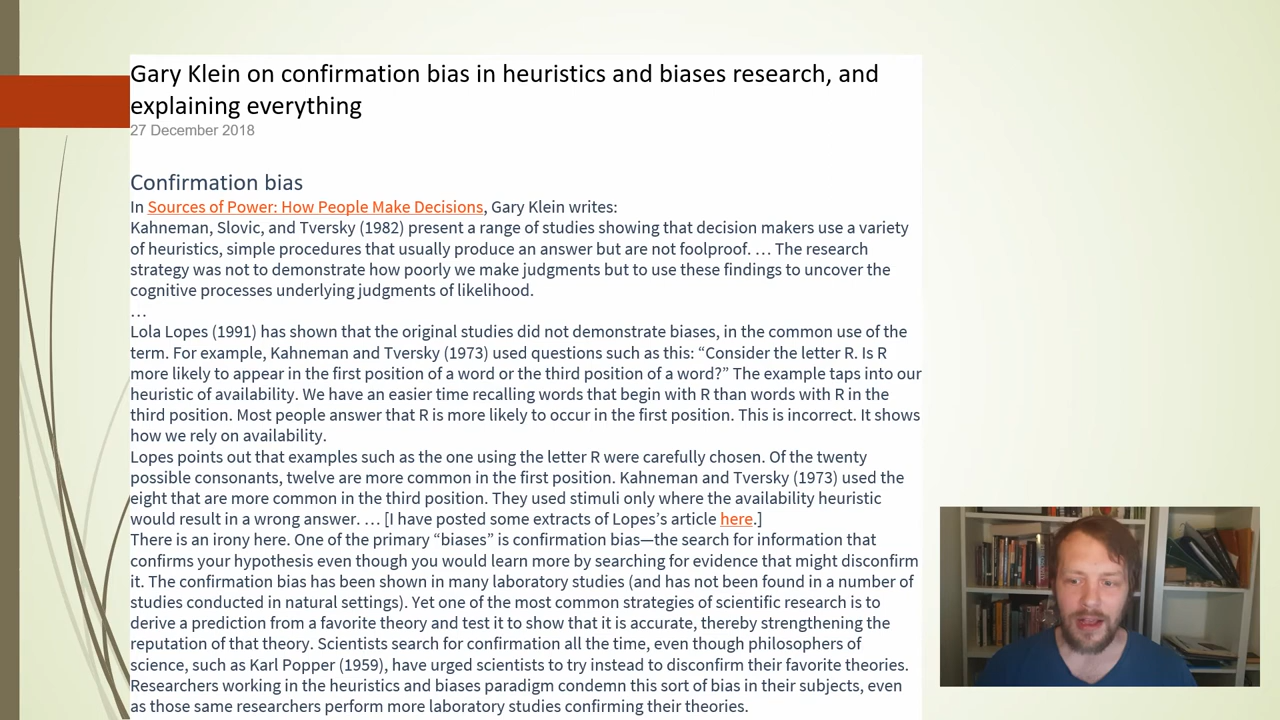 Gary Klein on confirmation bias in heuristics and biases research, and
explaining everything
27 December 2018
Confirmation bias
In Sources of Power: How People Make Decisions, Gary Klein writes:
Kahneman, Slovic, and Tversky (1982) present a range of studies showing that decision makers use a variety
of heuristics, simple procedures that usually produce an answer but are not foolproof. … The research
strategy was not to demonstrate how poorly we make judgments but to use these findings to uncover the
cognitive processes underlying judgments of likelihood.
…
Lola Lopes (1991) has shown that the original studies did not demonstrate biases, in the common use of the
term. For example, Kahneman and Tversky (1973) used questions such as this: “Consider the letter R. Is R
more likely to appear in the first position of a word or the third position of a word?” The example taps into our
heuristic of availability. We have an easier time recalling words that begin with R than words with R in the
third position. Most people answer that R is more likely to occur in the first position. This is incorrect. It shows
how we rely on availability.
Lopes points out that examples such as the one using the letter R were carefully chosen. Of the twenty
possible consonants, twelve are more common in the first position. Kahneman and Tversky (1973) used the
eight that are more common in the third position. They used stimuli only where the availability heuristic
would result in a wrong answer. … [I have posted some extracts of Lopes’s article here.]
There is an irony here. One of the primary “biases” is confirmation bias—the search for information that
confirms your hypothesis even though you would learn more by searching for evidence that might disconfirm
it. The confirmation bias has been shown in many laboratory studies (and has not been found in a number of
studies conducted in natural settings). Yet one of the most common strategies of scientific research is to
derive a prediction from a favorite theory and test it to show that it is accurate, thereby strengthening the
reputation of that theory. Scientists search for confirmation all the time, even though philosophers of
science, such as Karl Popper (1959), have urged scientists to try instead to disconfirm their favorite theories.
Researchers working in the heuristics and biases paradigm condemn this sort of bias in their subjects, even
as those same researchers perform more laboratory studies confirming their theories.